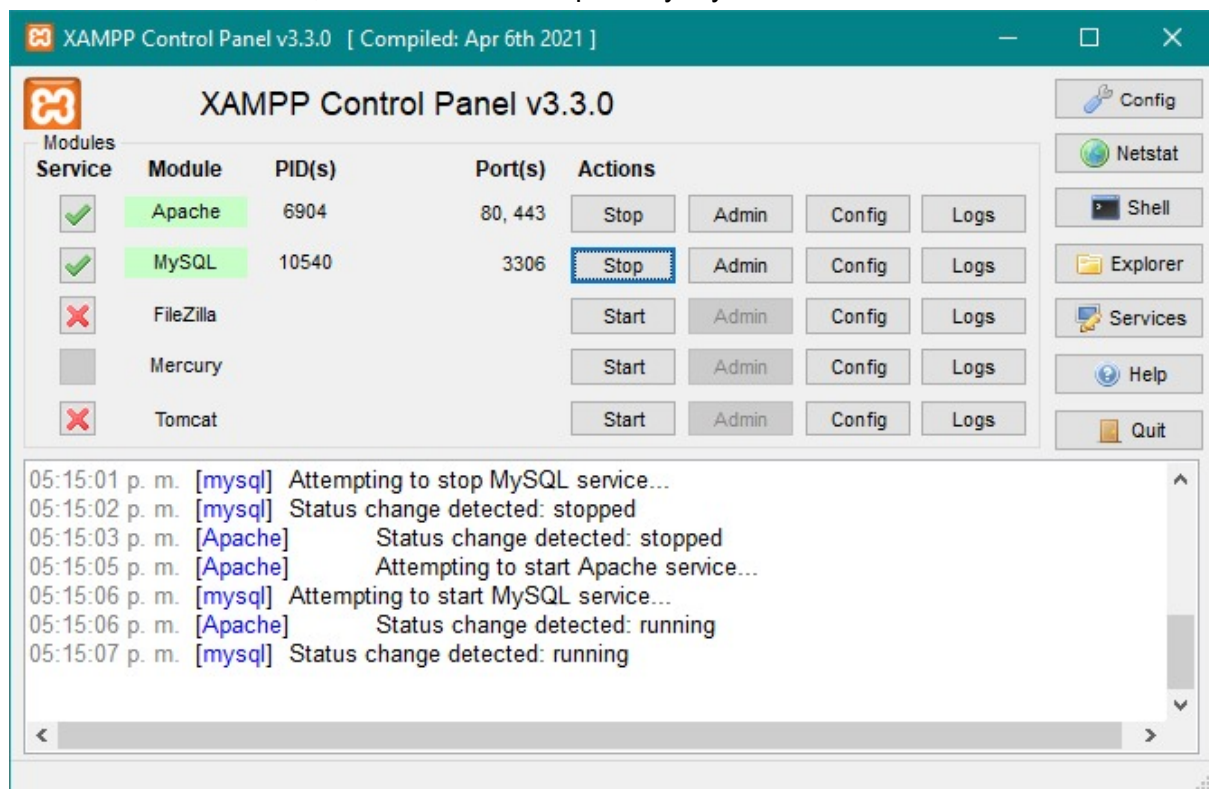 XAMPP Control Panel v3.3.0 [ Compiled: Apr 6th 2021 ]
XAMPP Control Panel v3.3.0
Config
Modules
Service Module PID(s) Port(s) Actions
Netstat
Apache 6904 80, 443 Stop Admin Config Logs
Shell
MySQL 10540 3306 Stop Admin Config Logs
Explorer
FileZilla Start Admin Config Logs
Services
Mercury Start Admin Config Logs
Help
Tomcat Start Admin Config Logs
Quit
05:15:01 p. m. [mysql] Attempting to stop MySQL service...
05:15:02 p. m. [mysql] Status change detected: stopped
05:15:03 p. m. [Apache] Status change detected: stopped
05:15:05 p. m. [Apache] Attempting to start Apache service...
05:15:06 p. m. [mysql] Attempting to start MySQL service...
05:15:06 p. m. [Apache] Status change detected: running
05:15:07 p. m. [mysql] Status change detected: running